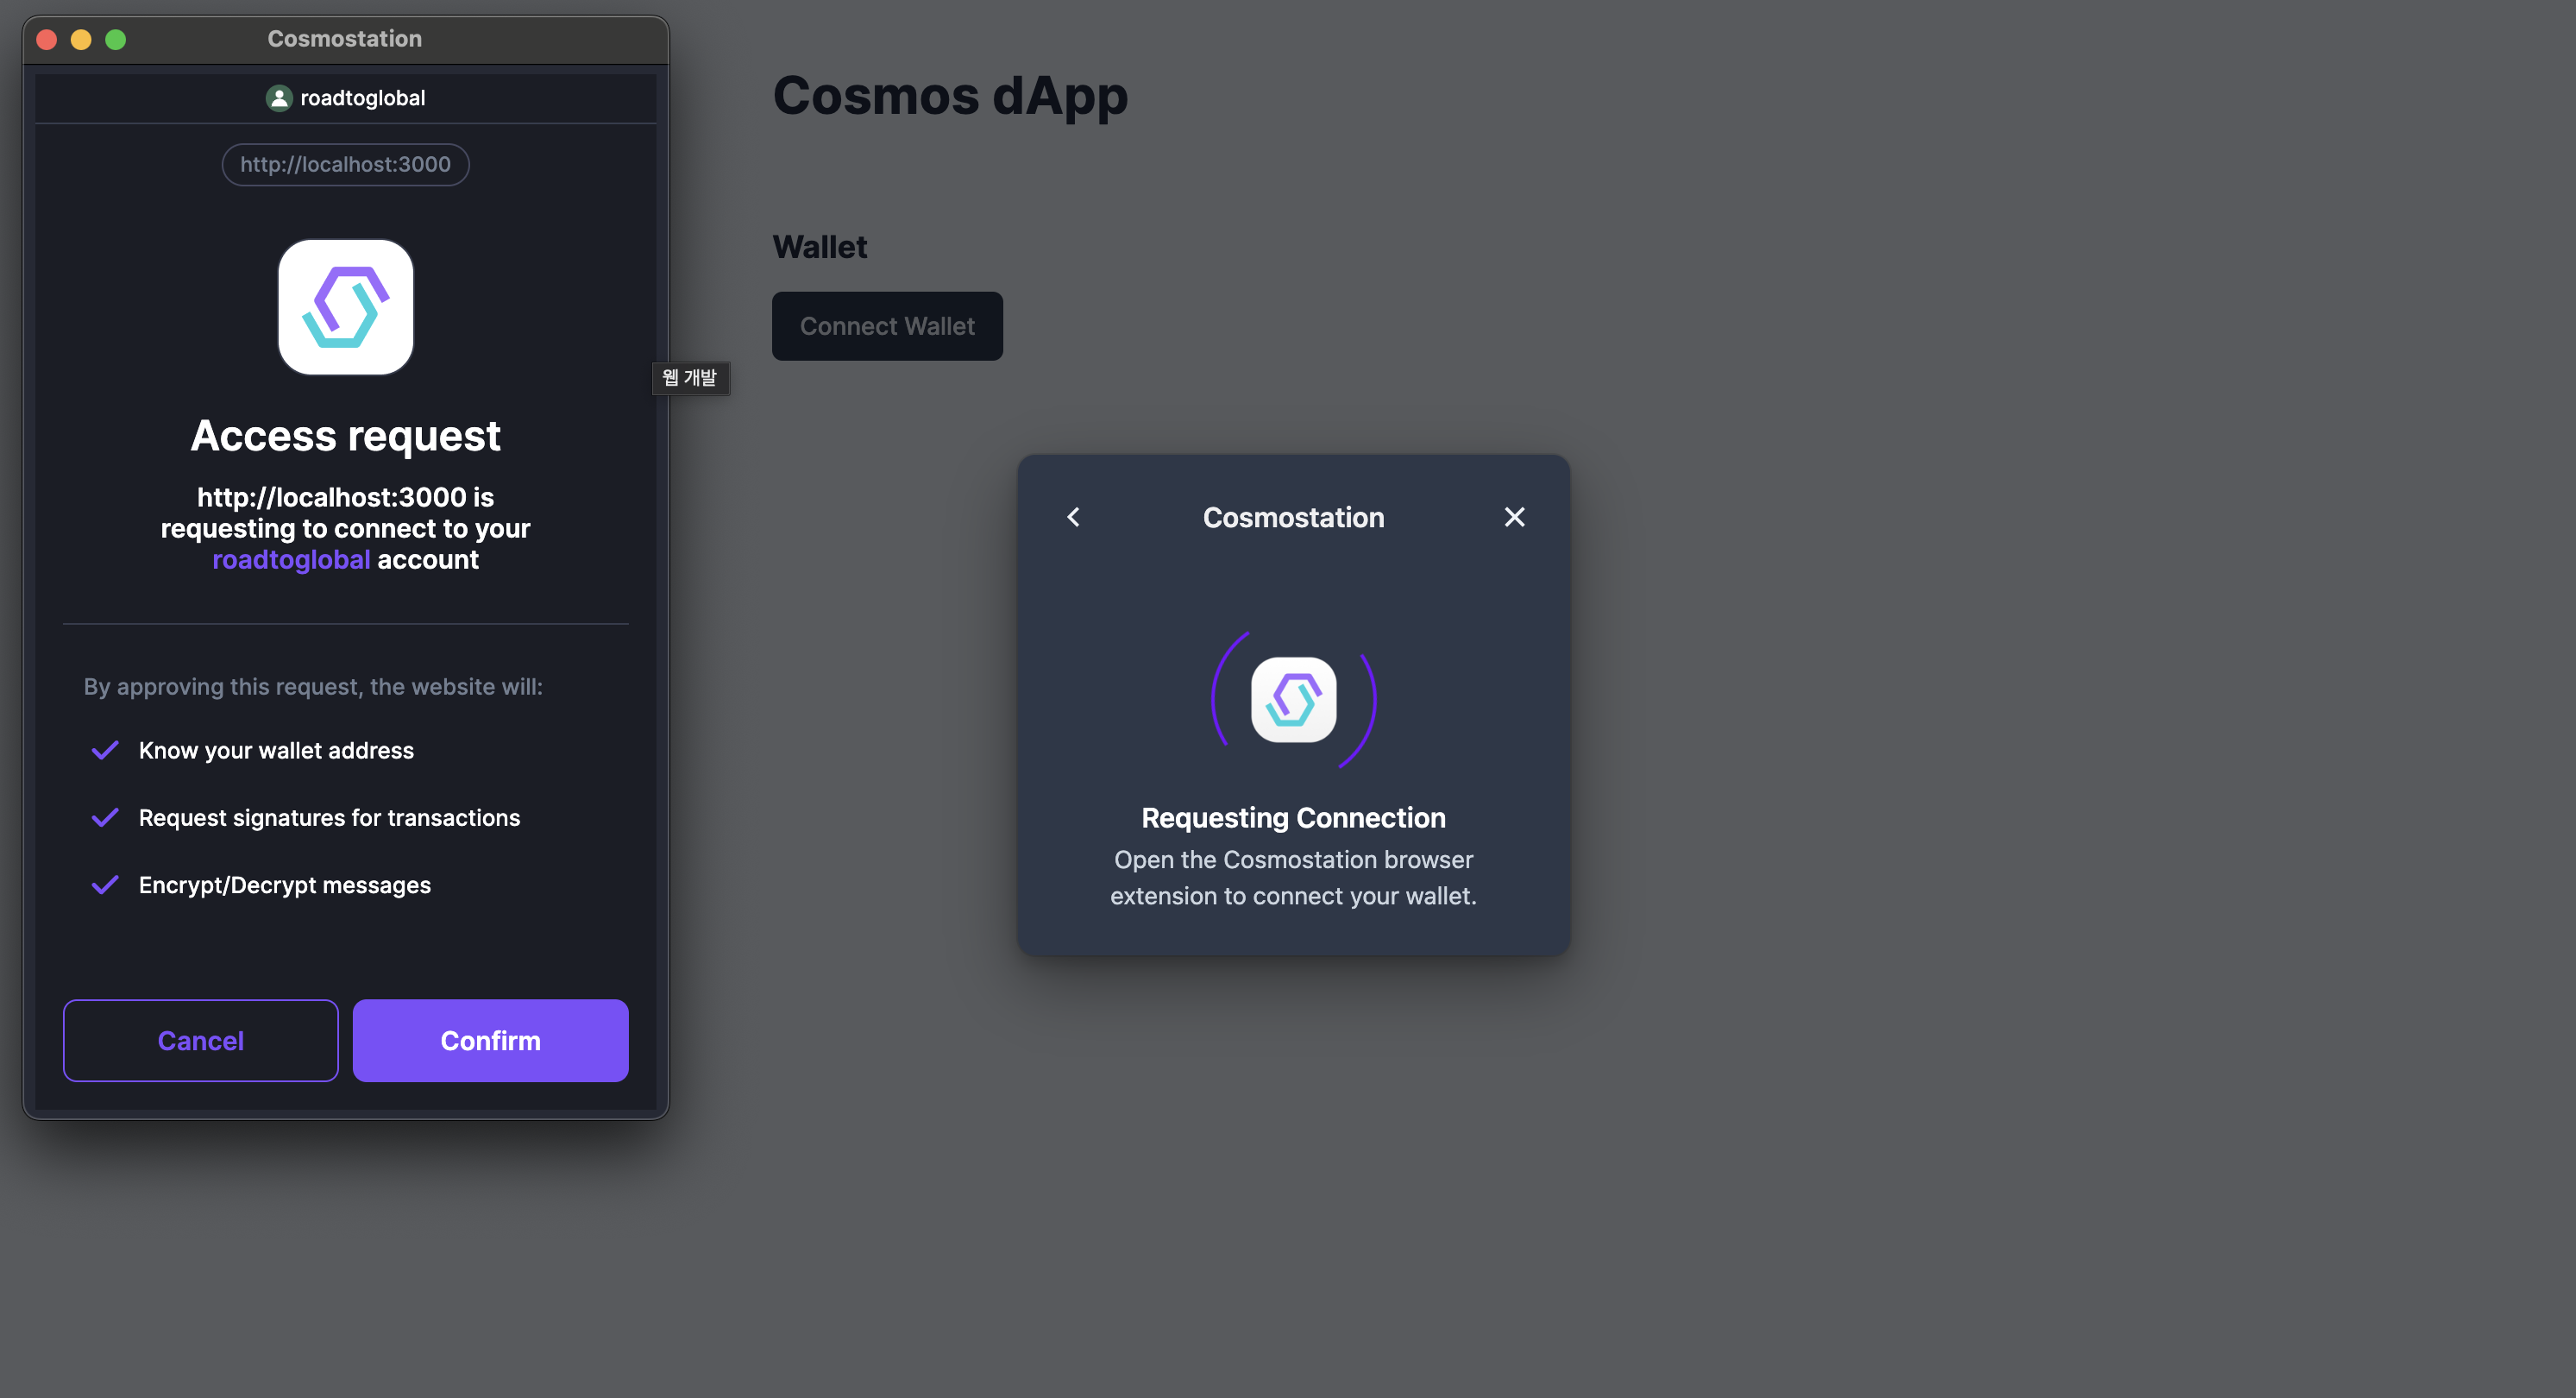 Cosmostation
roadtoglobal
http://localhost:3000
Access request
http://localhost:3000 is
requesting to connect to your
roadtoglobal account
By approving this request, the website will:
Know your wallet address
Request signatures for transactions
Encrypt/Decrypt messages
Cancel
Confirm
웹 개발
Cosmos dApp
Wallet
Connect Wallet
Cosmostation
Requesting Connection
Open the Cosmostation browser
extension to connect your wallet.